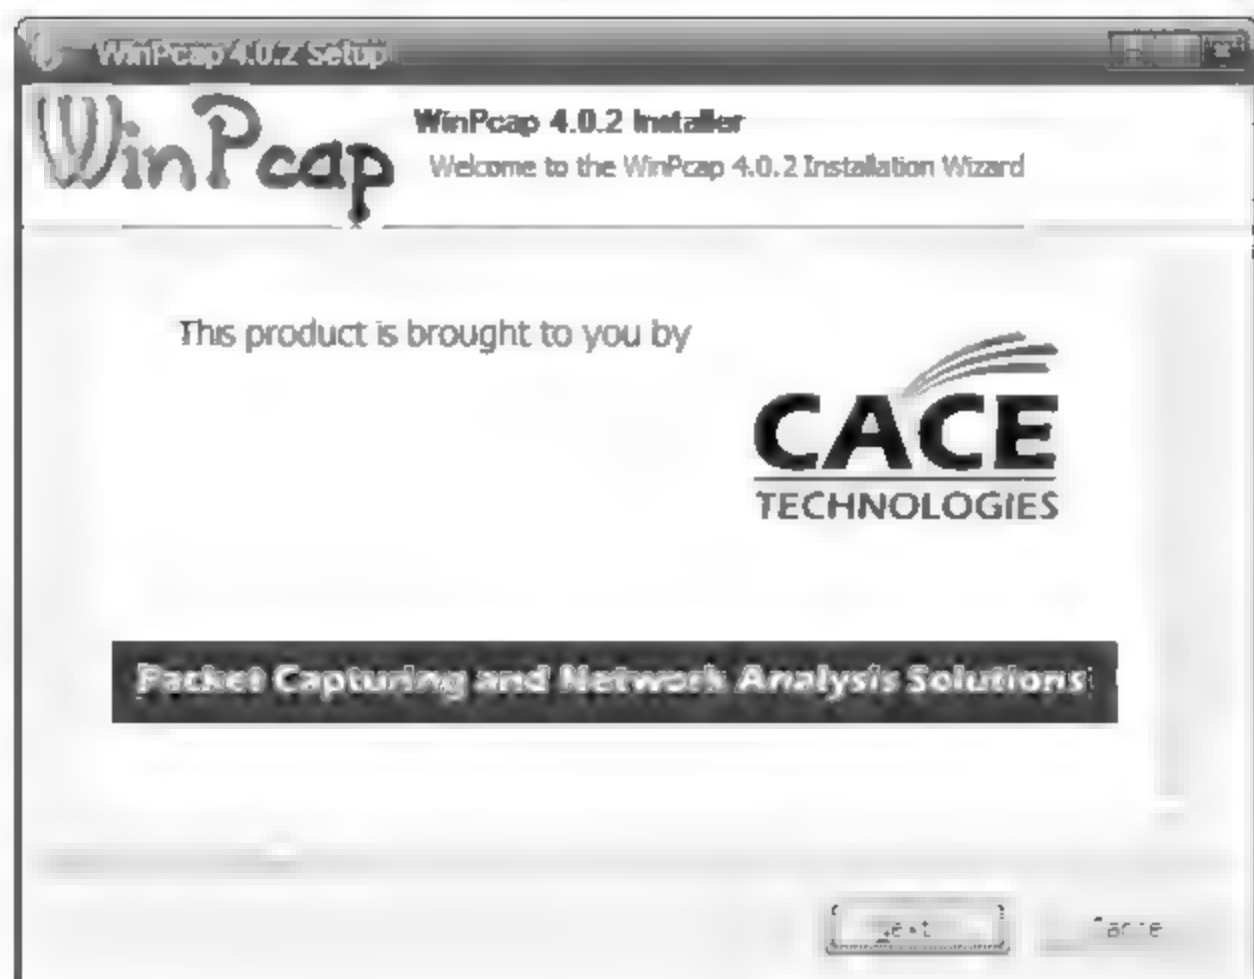 WinPcap 4.0.2 Setup
WinPcap
WinPcap 4.0.2 Installer
Welcome to the WinPcap 4.0.2 Installation Wizard
This product is brought to you by
CACE
TECHNOLOGIES
Packet Capturing and Network Analysis Solutions